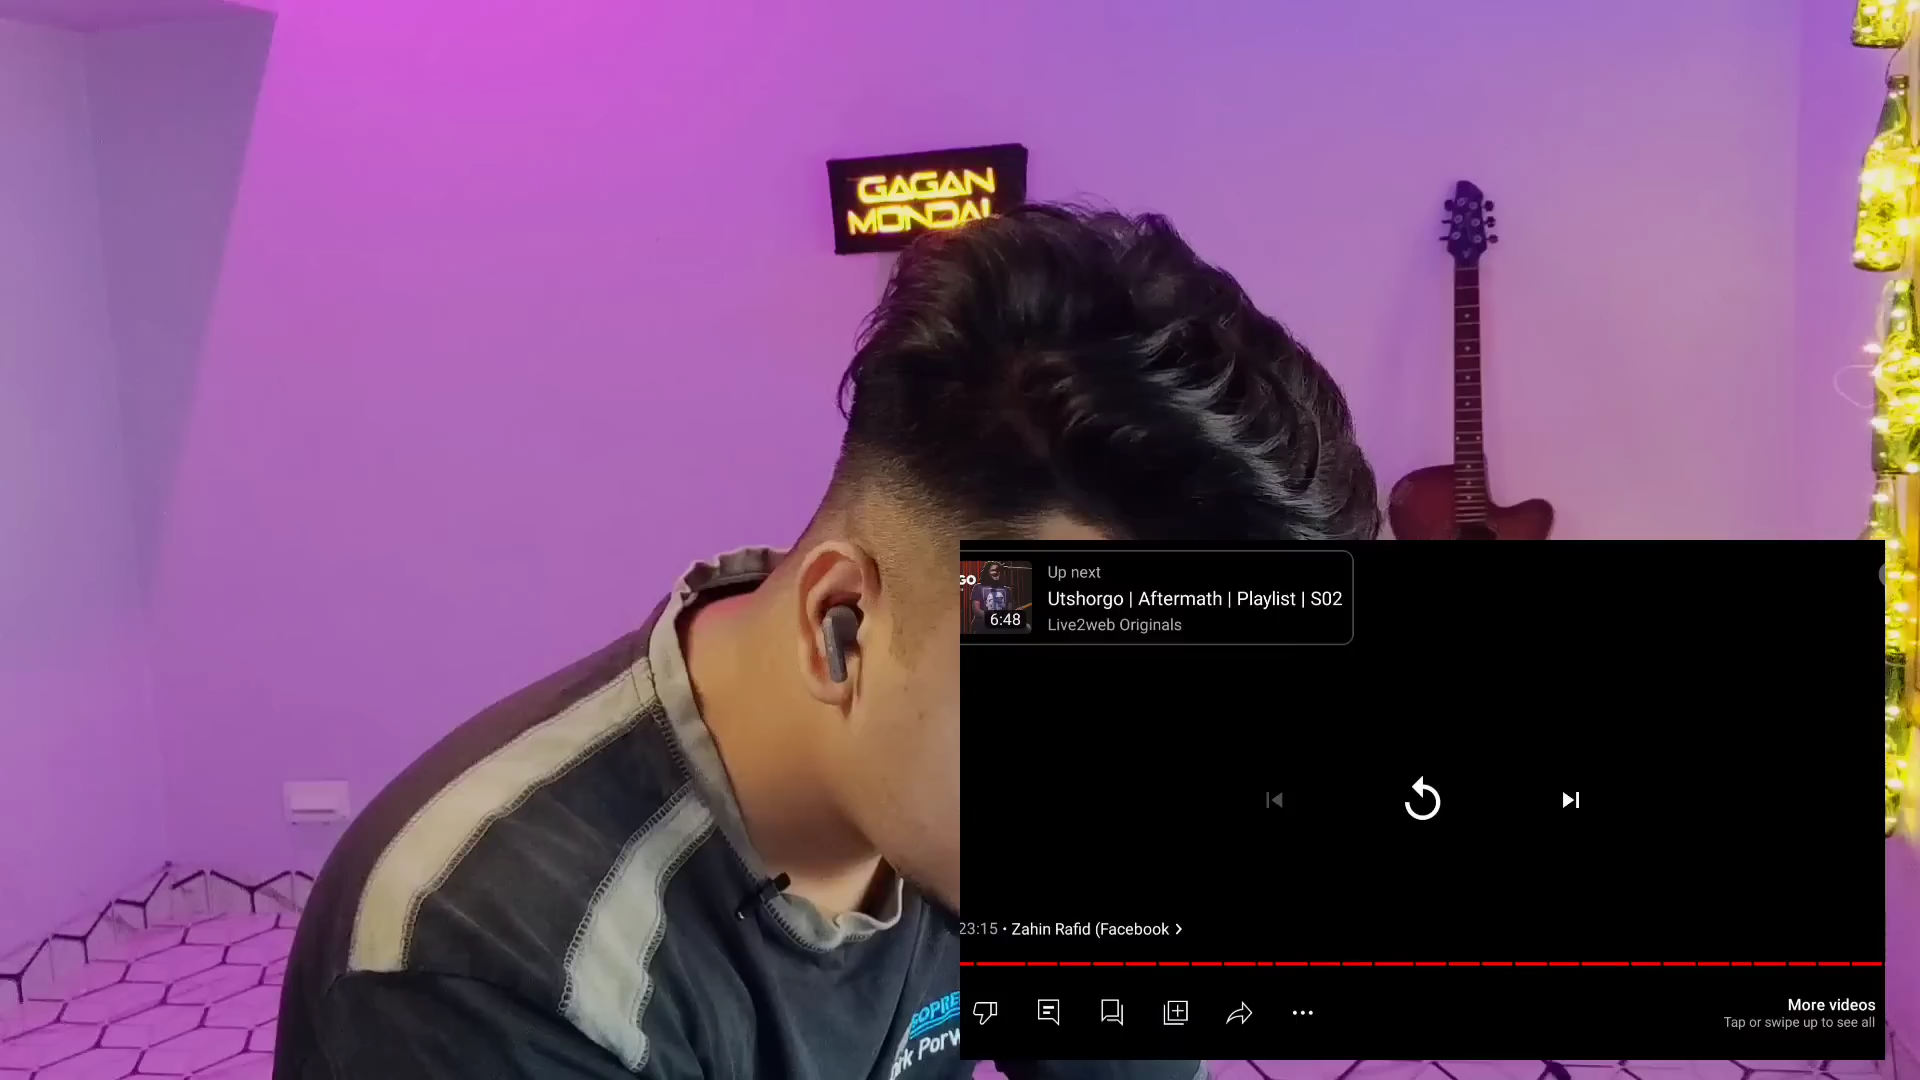 GAGAN
MONDAL
Up next
Utshorgo | Aftermath | Playlist | S02
6:48
Live2web Originals
23:15 • Zahin Rafid (Facebook
More videos
Tap or swipe up to see all